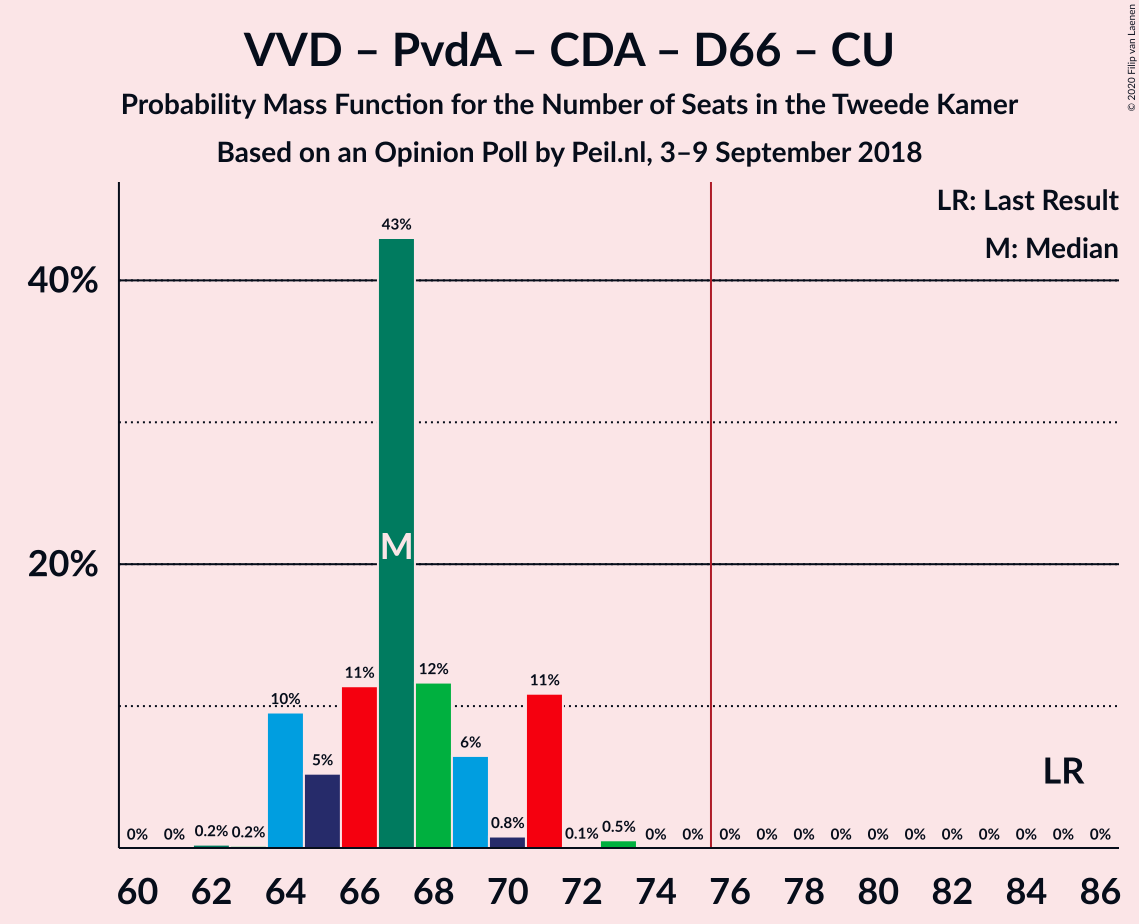 VVD – PvdA – CDA – D66 – CU
Probability Mass Function for the Number of Seats in the Tweede Kamer
Based on an Opinion Poll by Peil.nl, 3–9 September 2018
© 2020 Filip van Laenen
LR: Last Result
M: Median
40%
20%
43%
M
12%
11%
11%
10%
6%
5%
LR
0% 0% 0.2% 0.2% 0.8% 0.1% 0.5% 0% 0% 0% 0% 0% 0% 0% 0% 0% 0% 0% 0% 0%
60 62 64 66 68 70 72 74 76 78 80 82 84 86